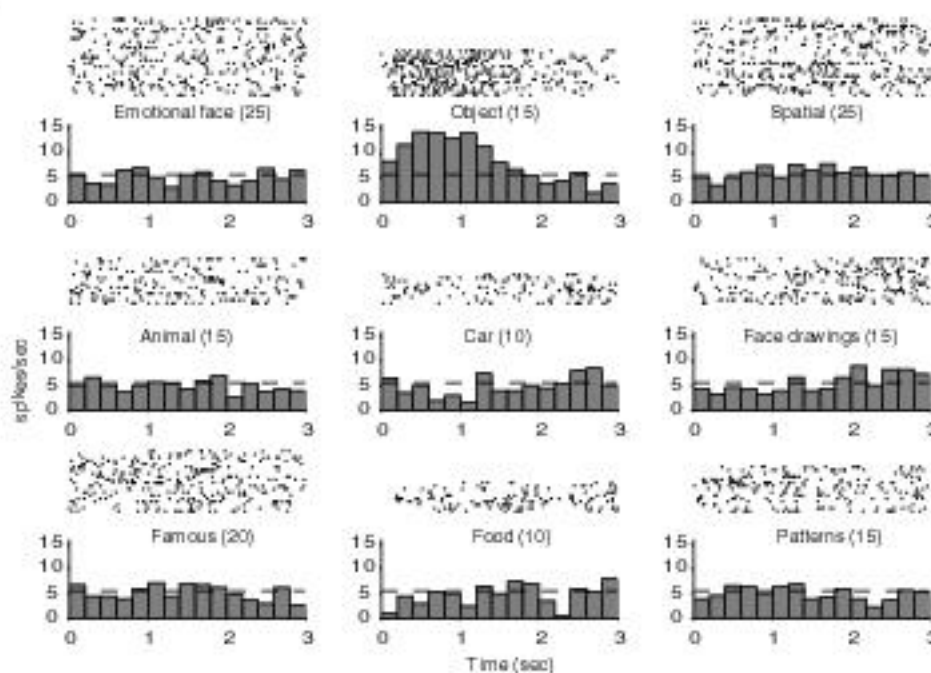 Emotional face (25) Object (15) Spatial (25)
15 15 15
10 10 10
5 5 5
0 0 0
0 1 2 3 0 1 2 3 0 1 2 3
Animal (15) Car (10) Face drawings (15)
spikes/sec
15 15 15
10 10 10
5 5 5
0 0 0
0 1 2 3 0 1 2 3 0 1 2 3
Famous (20) Food (10) Patterns (15)
15 15 15
10 10 10
5 5 5
0 0 0
0 1 2 3 0 1 2 3 0 1 2 3
Time (sec)